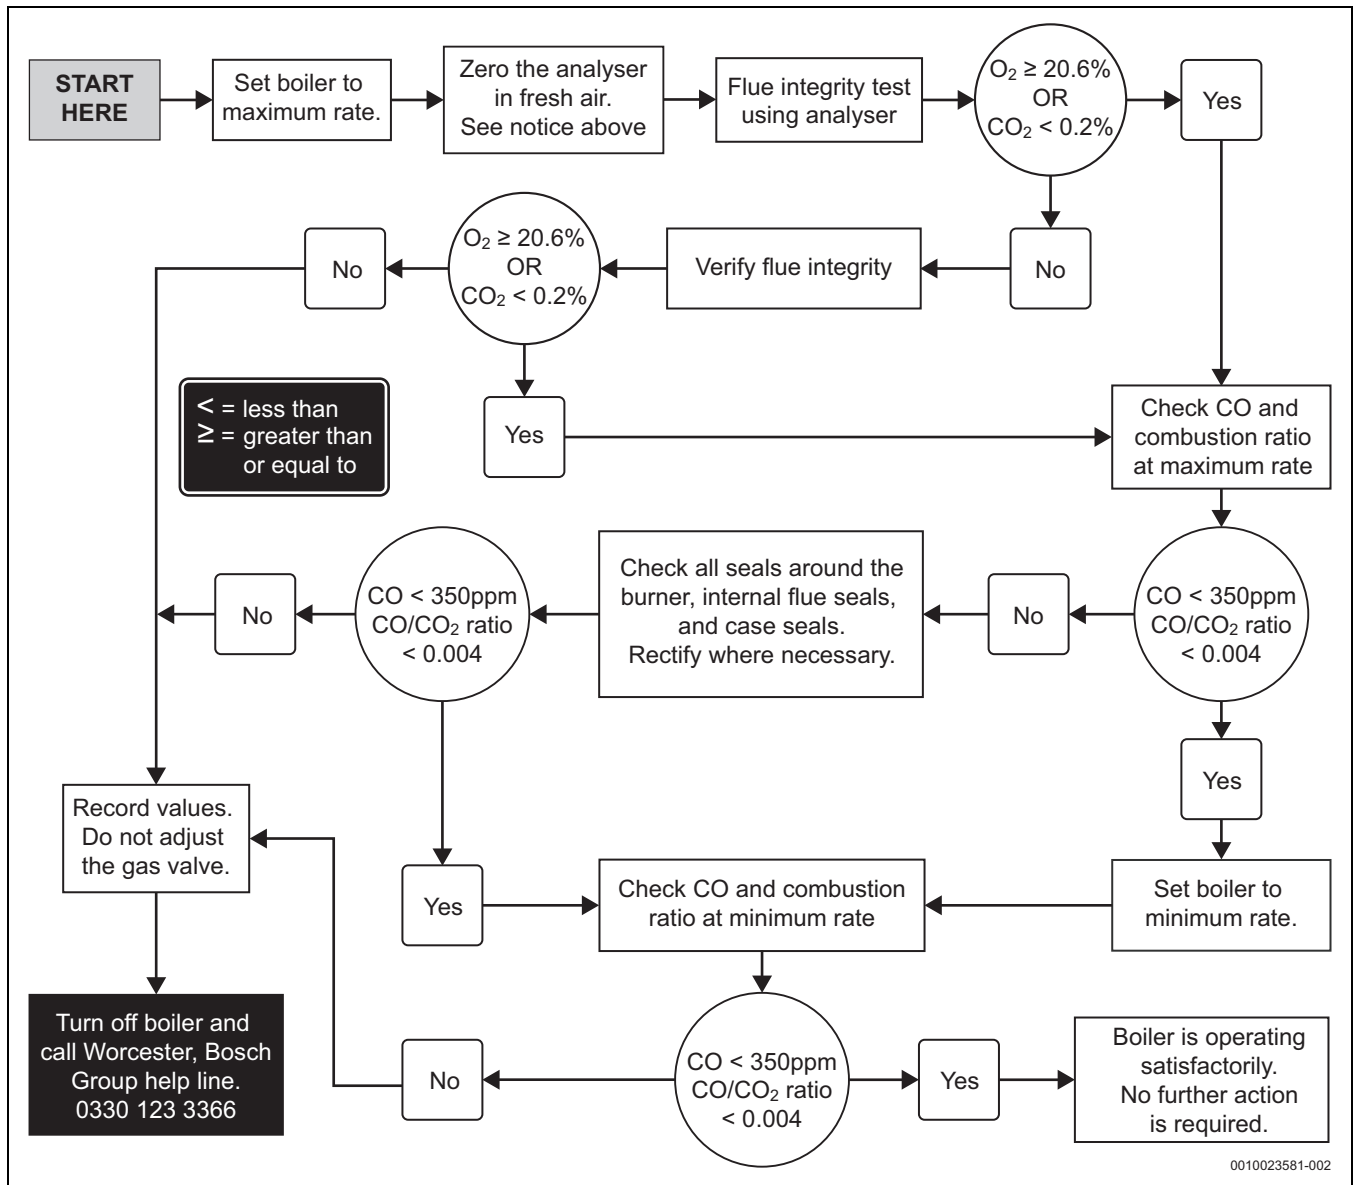 START
HERE
Set boiler to
maximum rate.
Zero the analyser
in fresh air.
See notice above
Flue integrity test
using analyser
O₂ ≥ 20.6%
OR
CO₂ < 0.2%
Yes
No
Verify flue integrity
O₂ ≥ 20.6%
OR
CO₂ < 0.2%
No
Yes
< = less than
≥ = greater than
or equal to
Check CO and
combustion ratio
at maximum rate
CO < 350ppm
CO/CO₂ ratio
< 0.004
No
Check all seals around the
burner, internal flue seals,
and case seals.
Rectify where necessary.
CO < 350ppm
CO/CO₂ ratio
< 0.004
No
Yes
Set boiler to
minimum rate.
Yes
Check CO and combustion
ratio at minimum rate
Record values.
Do not adjust
the gas valve.
Turn off boiler and
call Worcester, Bosch
Group help line.
0330 123 3366
No
CO < 350ppm
CO/CO₂ ratio
< 0.004
Yes
Boiler is operating
satisfactorily.
No further action
is required.
0010023581-002